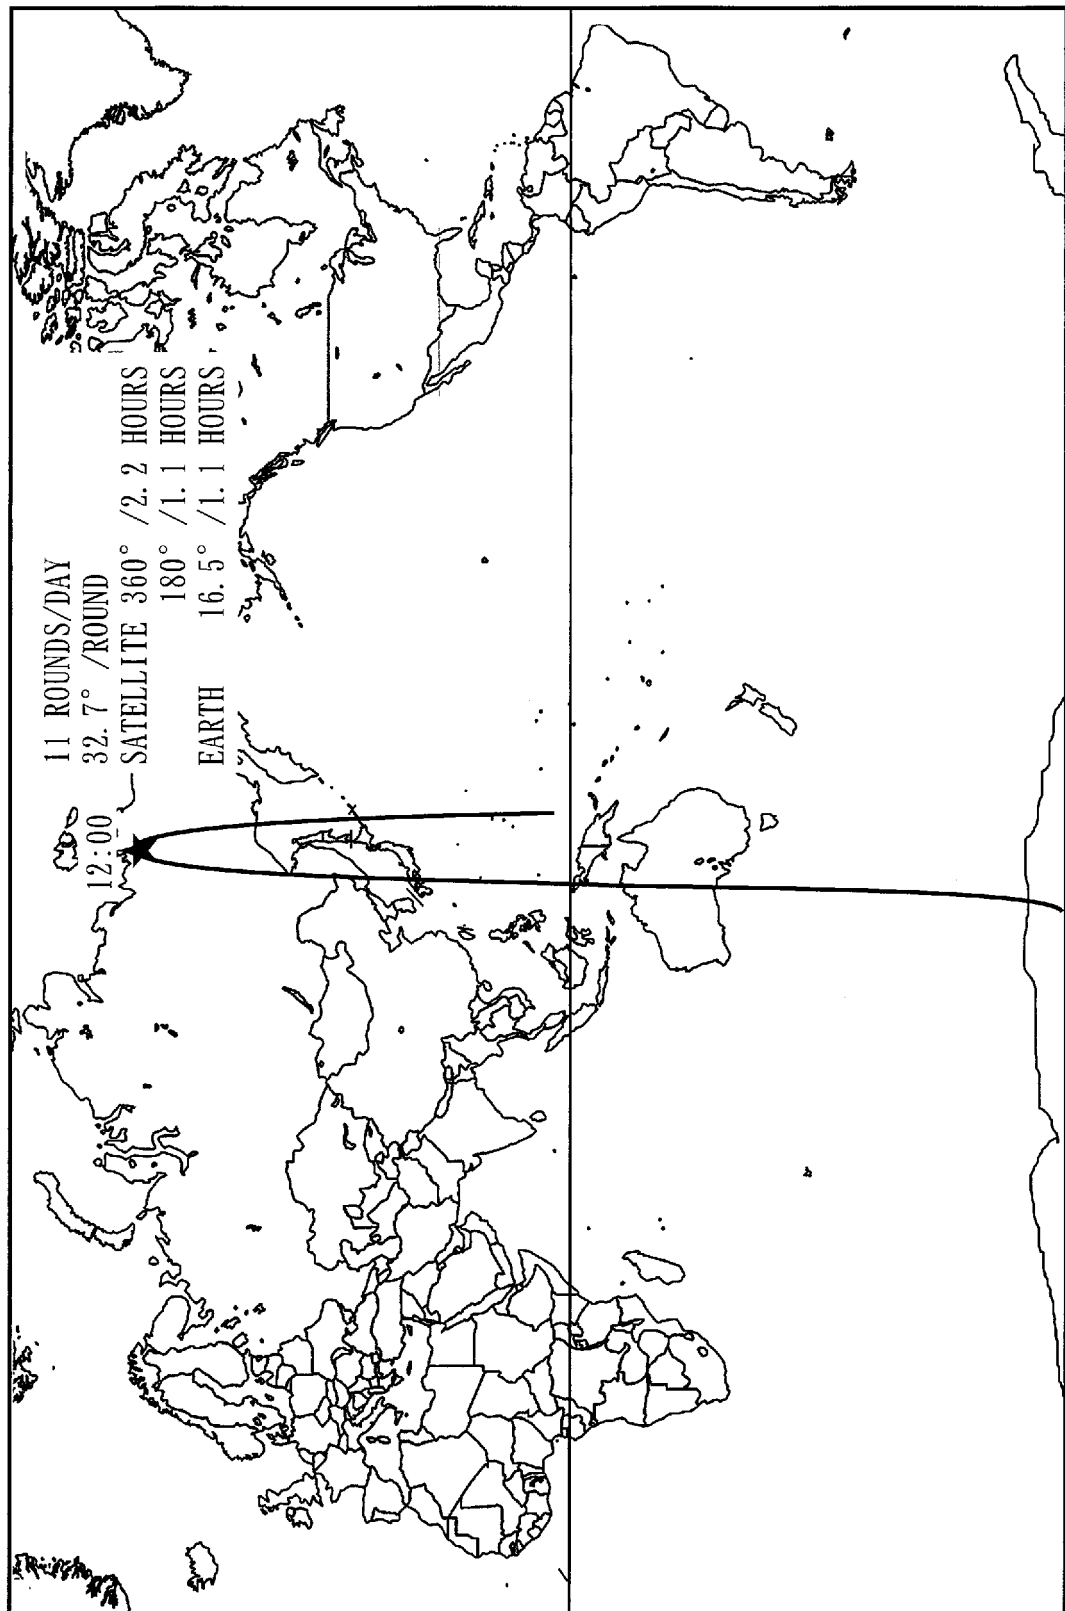 11 ROUNDS/DAY
32.7° /ROUND
SATELLITE 360° /2.2 HOURS
180° /1.1 HOURS
EARTH 16.5° /1.1 HOURS
12:00